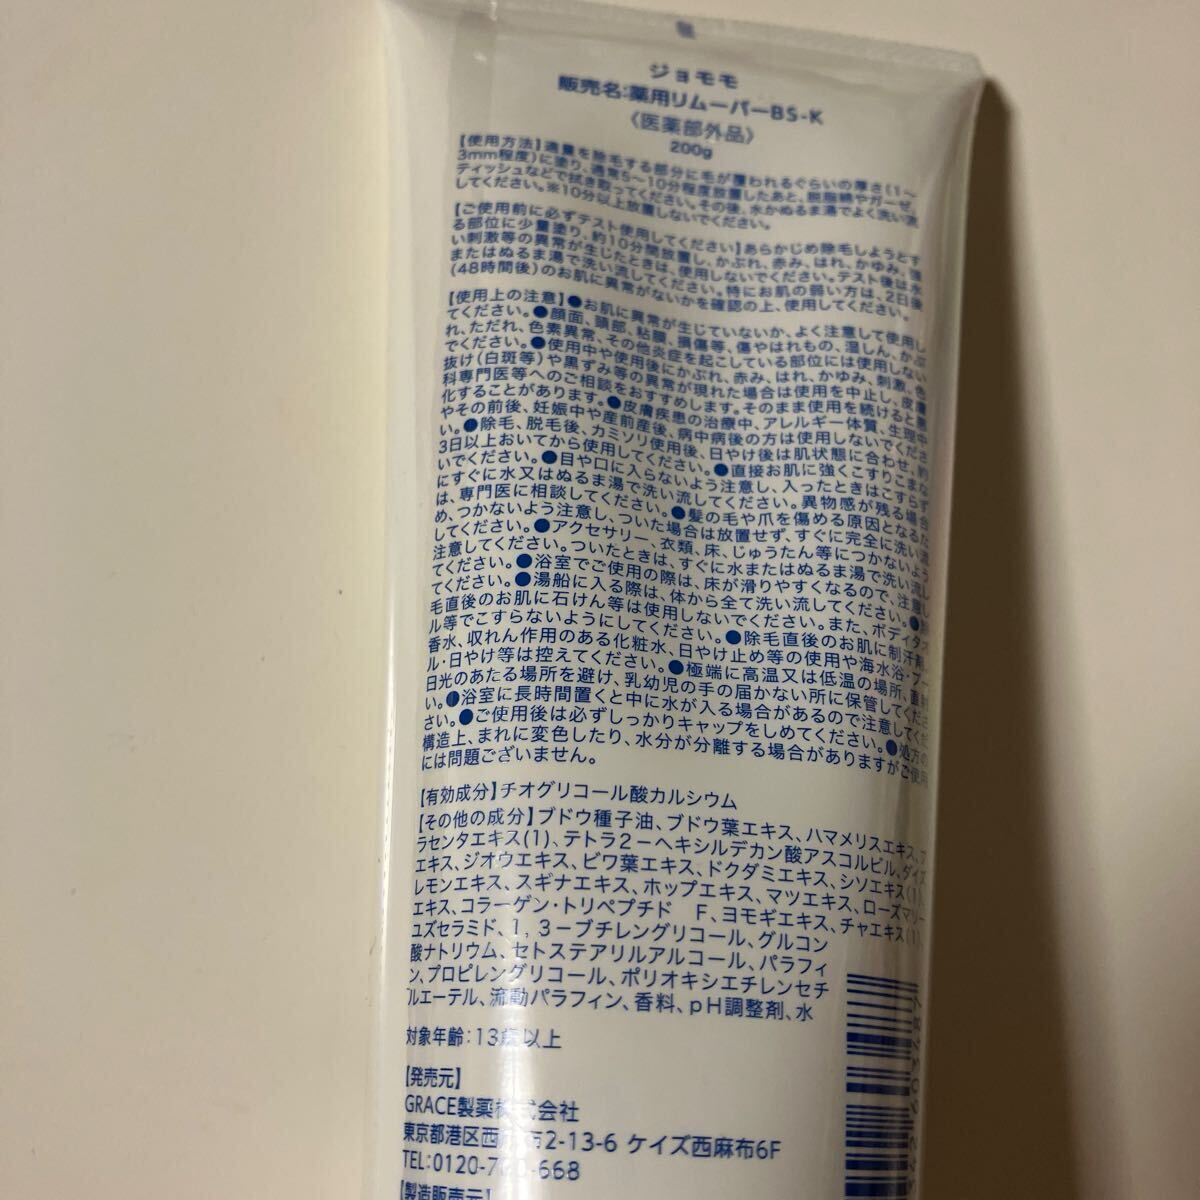 ジョモモ
販売名:薬用リムーバーBS-K
〈医薬部外品〉
200g
【使用方法】適量を除毛する部分に毛が覆われるぐらいの厚さ(1〜
3mm程度)に塗り、通常5〜10分程度放置したあと、脱脂綿やガーゼ、
ティッシュなどで拭き取ってください。その後、水かぬるま湯でよく洗い流
してください。※10分以上放置しないでください。
【ご使用前に必ずテスト使用してください】あらかじめ除毛しようとす
る部位に少量塗り、約10分間放置し、かぶれ、赤み、はれ、かゆみ、強
い刺激等の異常が生じたときは、使用しないでください。テスト後は水
またはぬるま湯で洗い流してください。特にお肌の弱い方は、2日後
(48時間後)のお肌に異常がないかを確認の上、使用してください。
【使用上の注意】●お肌に異常が生じていないか、よく注意して使用し
てください。●顔面、頭部、粘膜、損傷等、傷やはれもの、湿しん、かぶ
れ、ただれ、色素異常、その他炎症を起こしている部位には使用しない
でください。●使用中や使用後にかぶれ、赤み、はれ、かゆみ、刺激、色
抜け(白斑等)や黒ずみ等の異常が現れた場合は使用を中止し、皮膚
科専門医等へのご相談をおすすめします。そのまま使用を続けると悪
化することがあります。●皮膚疾患の治療中、アレルギー体質、生理中
やその前後、妊娠中や産前産後、病中病後の方は使用しないでくださ
い。●除毛、脱毛後、カミソリ使用後、日やけ後は肌状態に合わせ、約
3日以上おいてから使用してください。●直接お肌に強くこすりこまな
いでください。●目や口に入らないよう注意し、入ったときはこすらず
にすぐに水又はぬるま湯で洗い流してください。異物感が残る場合
は、専門医に相談してください。●髪の毛や爪を傷める原因となるた
め、つかないよう注意し、ついた場合は放置せず、すぐに完全に洗い流
してください。●アクセサリー、衣類、床、じゅうたん等につかないよう
注意してください。ついたときは、すぐに水またはぬるま湯で洗い流し
てください。●浴室でご使用の際は、床が滑りやすくなるので、注意し
てください。●湯船に入る際は、体から全て洗い流してください。●除
毛直後のお肌に石けん等は使用しないでください。また、ボディタオ
ル等でこすらないようにしてください。●除毛直後のお肌に制汗剤、
香水、収れん作用のある化粧水、日やけ止め等の使用や海水浴・プー
ル・日やけ等は控えてください。●極端に高温又は低温の場所、直射
日光のあたる場所を避け、乳幼児の手の届かない所に保管してくださ
い。●浴室に長時間置くと中に水が入る場合があるので注意してくだ
さい。●ご使用後は必ずしっかりキャップをしめてください。●処方の
構造上、まれに変色したり、水分が分離する場合がありますがご使用
には問題ございません。
【有効成分】チオグリコール酸カルシウム
【その他の成分】ブドウ種子油、ブドウ葉エキス、ハマメリスエキス、プ
ラセンタエキス(1)、テトラ2-ヘキシルデカン酸アスコルビル、ダイズ
エキス、ジオウエキス、ビワ葉エキス、ドクダミエキス、シソエキス(1)、
レモンエキス、スギナエキス、ホップエキス、マツエキス、ローズマリー
エキス、コラーゲン・トリペプチド F、ヨモギエキス、チャエキス(1)、
ユズセラミド、1,3-ブチレングリコール、グルコン
酸ナトリウム、セトステアリルアルコール、パラフィ
ン、プロピレングリコール、ポリオキシエチレンセチ
ルエーテル、流動パラフィン、香料、pH調整剤、水
対象年齢:13歳以上
【発売元】
GRACE製薬株式会社
東京都港区西麻布2-13-6 ケイズ西麻布6F
TEL:0120-7 0-668
【製造販売元】